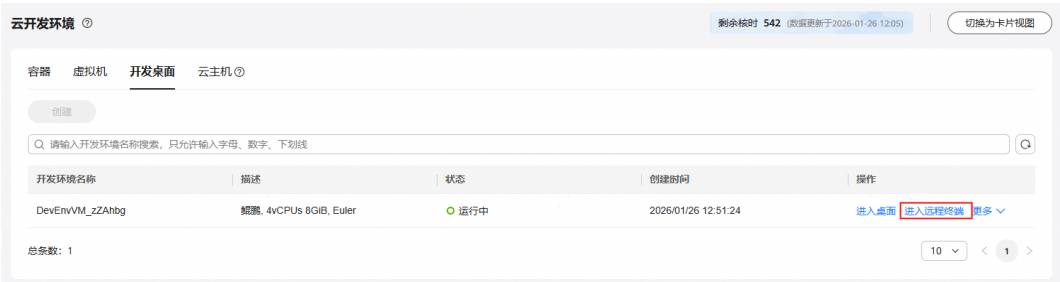 云开发环境
剩余核时 542 (数据更新于2026-01-26 12:05) 切换为卡片视图
容器 虚拟机 开发桌面 云主机
创建
请输入开发环境名称搜索，只允许输入字母、数字、下划线
开发环境名称 描述 状态 创建时间 操作
DevEnvVM_zZAhbg 鲲鹏, 4vCPUs 8GiB, Euler 运行中 2026/01/26 12:51:24 进入桌面 进入远程终端 更多
总条数：1 10 1